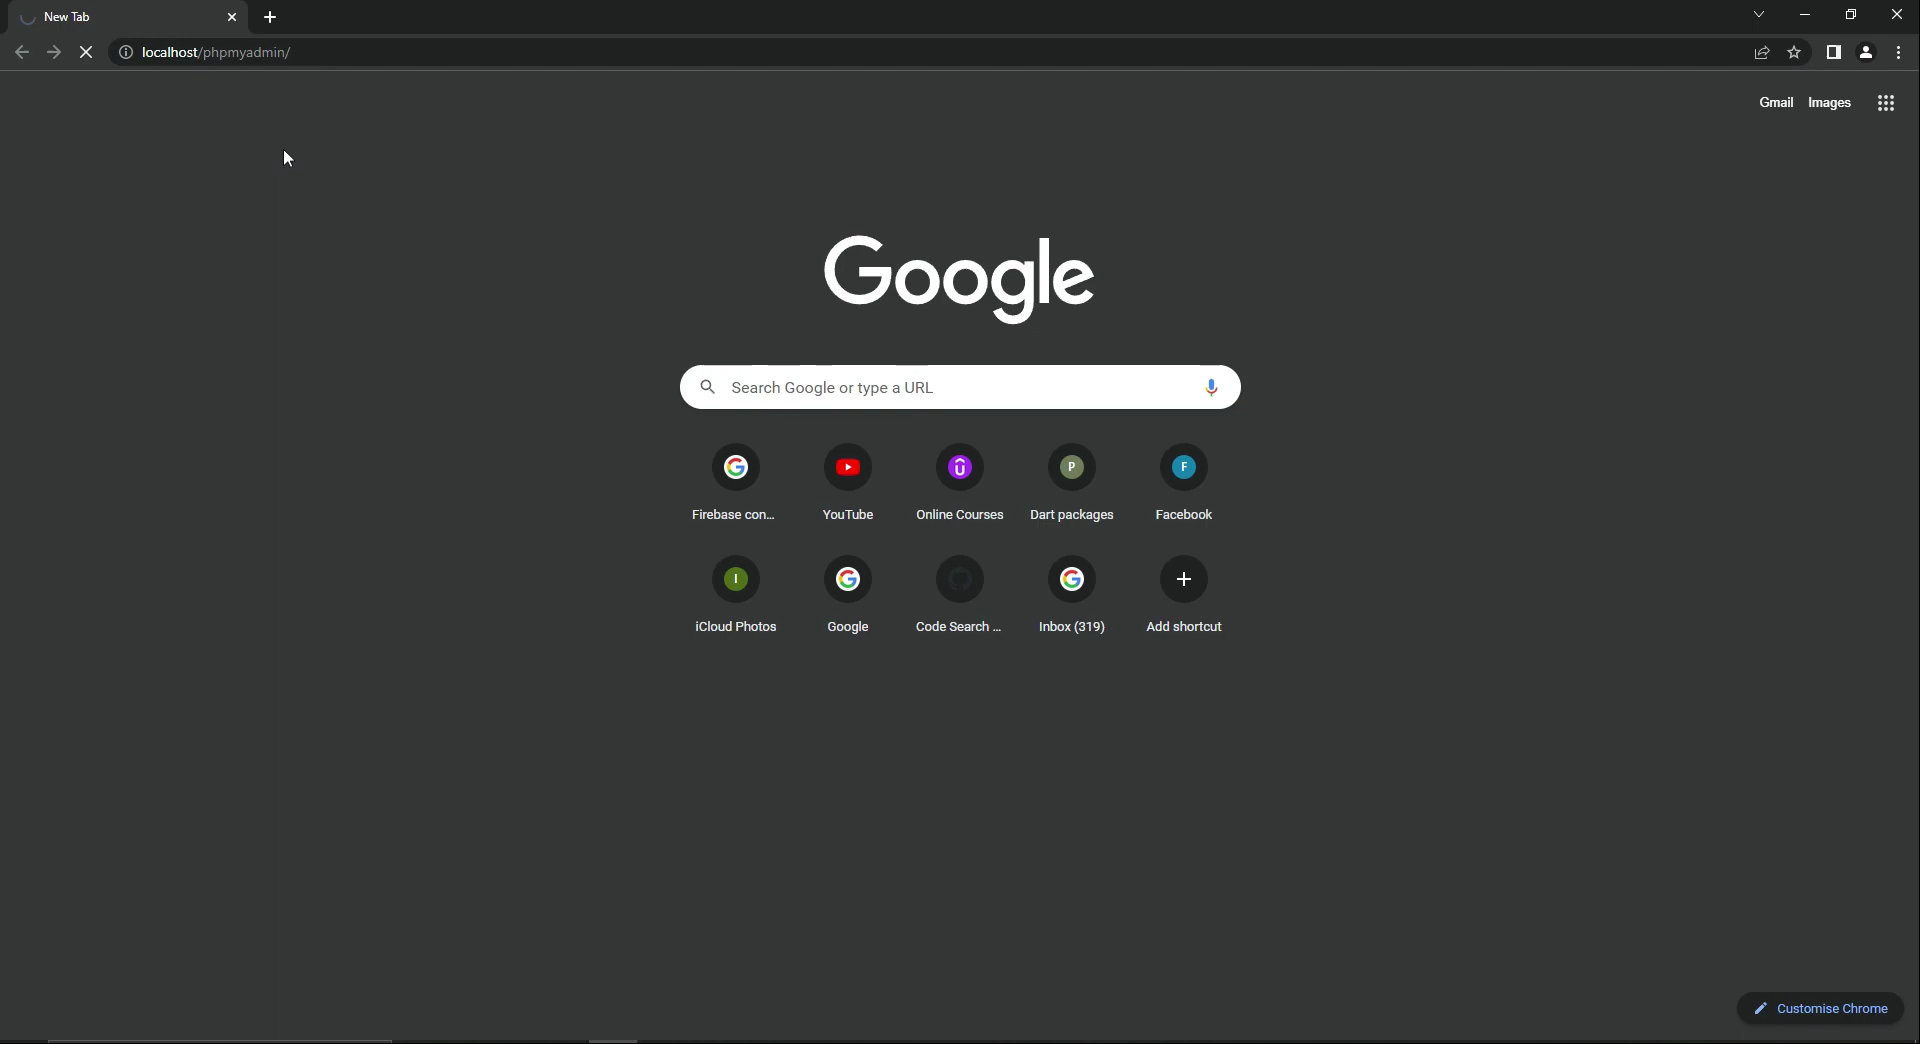 New Tab
localhost/phpmyadmin/
Gmail Images
Google
Search Google or type a URL
Firebase con... YouTube Online Courses Dart packages Facebook
P F
iCloud Photos Google Code Search ... Inbox (319) Add shortcut
I
Customise Chrome